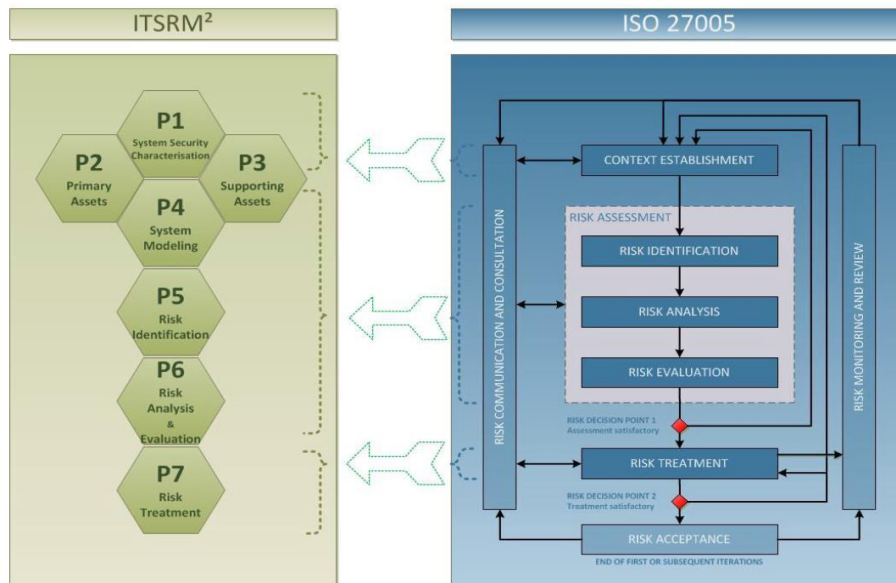 ITSRM²
P1
System Security
Characterisation
P2
Primary
Assets
P3
Supporting
Assets
P4
System
Modeling
P5
Risk
Identification
P6
Risk
Analysis
&
Evaluation
P7
Risk
Treatment
ISO 27005
RISK COMMUNICATION AND CONSULTATION
CONTEXT ESTABLISHMENT
RISK ASSESSMENT
RISK IDENTIFICATION
RISK ANALYSIS
RISK EVALUATION
RISK DECISION POINT 1
Assessment satisfactory
RISK TREATMENT
RISK DECISION POINT 2
Treatment satisfactory
RISK ACCEPTANCE
END OF FIRST OR SUBSEQUENT ITERATIONS
RISK MONITORING AND REVIEW